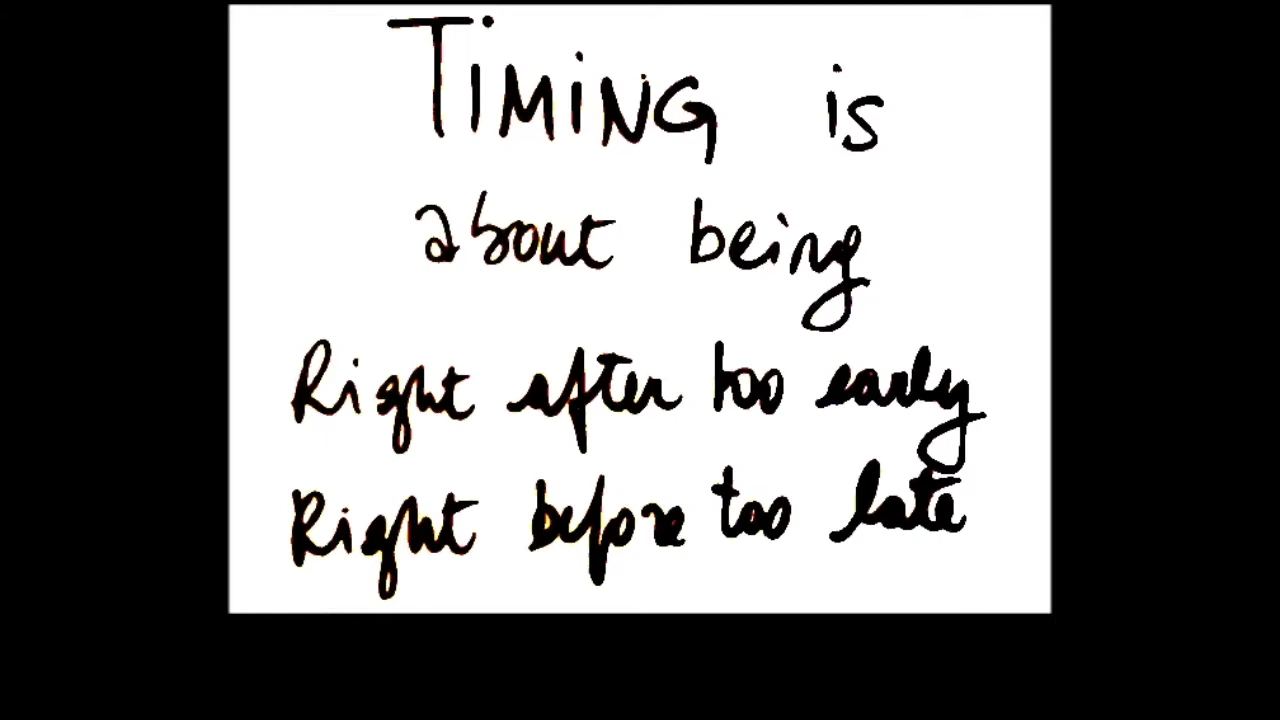 TIMING is
about being
Right after too early
Right before too late